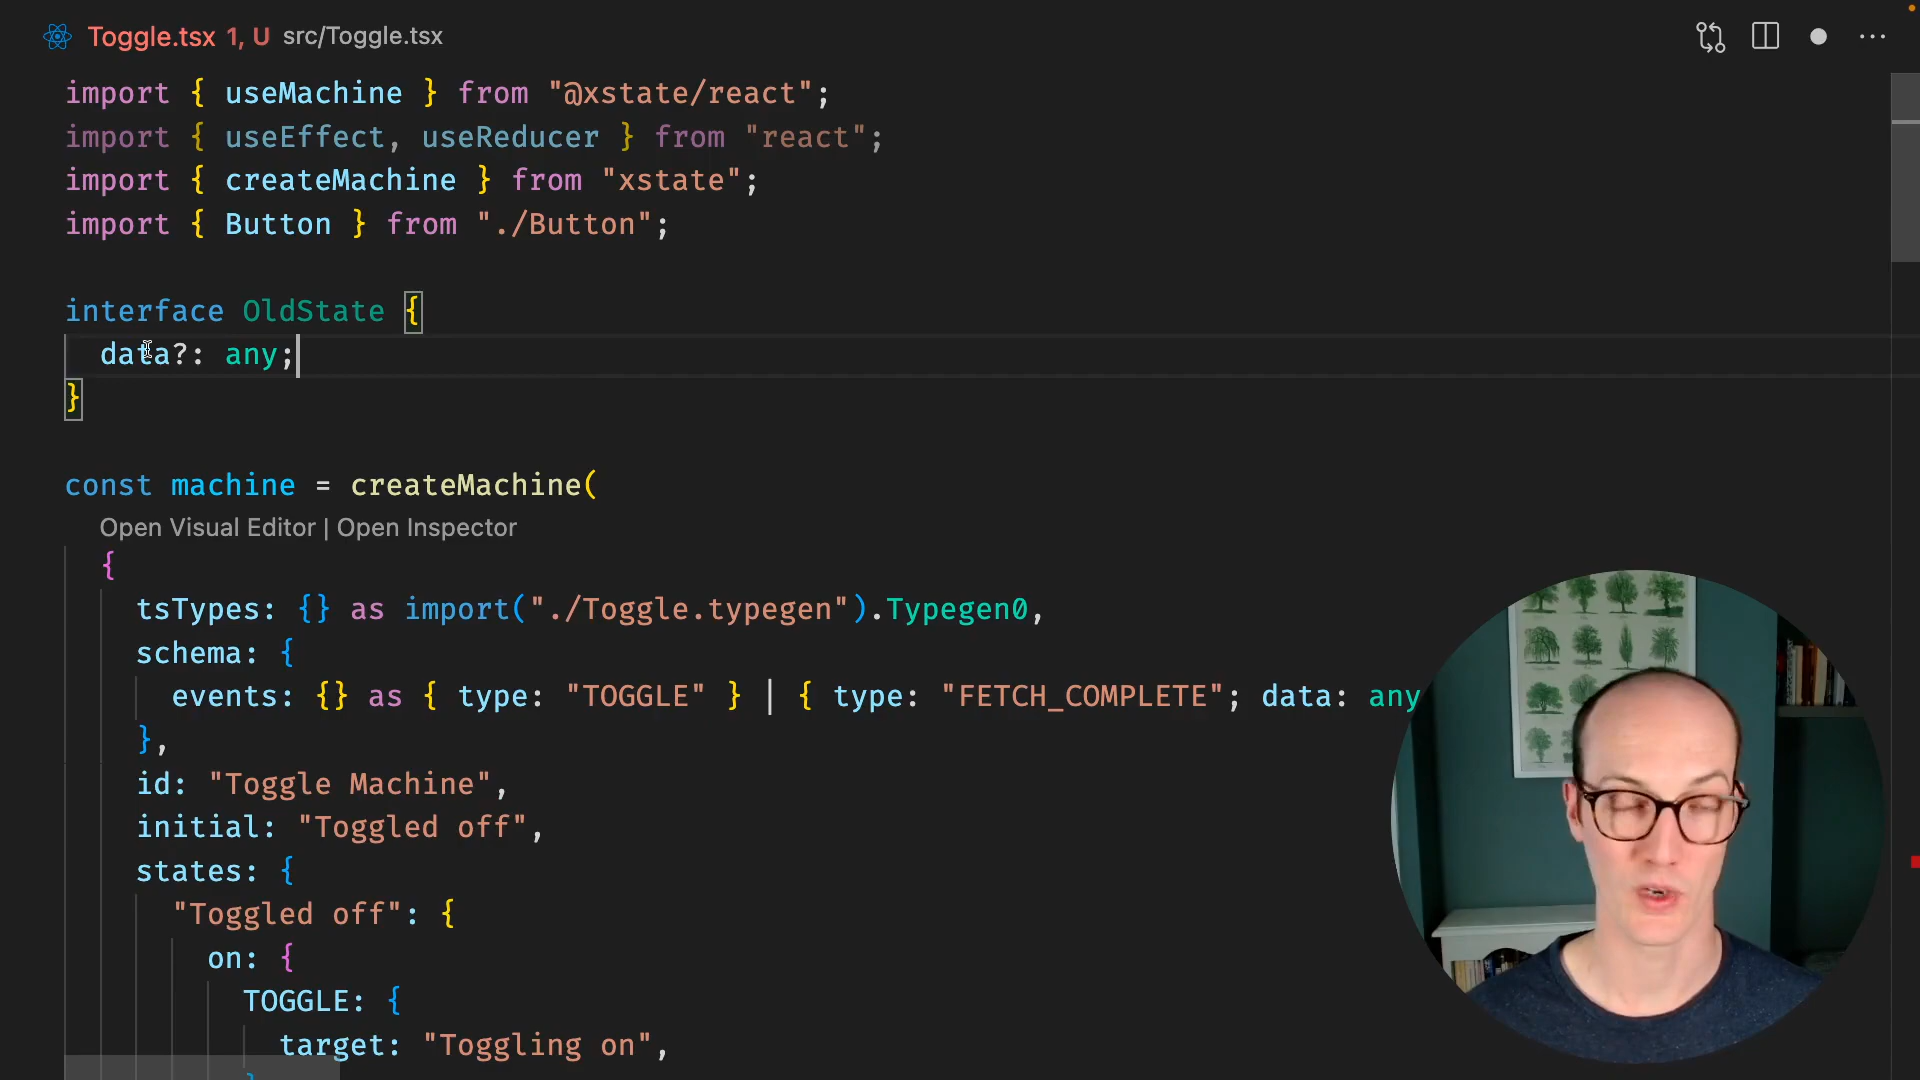 Toggle.tsx 1, U src/Toggle.tsx
import { useMachine } from "@xstate/react";
import { useEffect, useReducer } from "react";
import { createMachine } from "xstate";
import { Button } from "./Button";
interface OldState {
data?: any;
}
const machine = createMachine(
Open Visual Editor | Open Inspector
{
tsTypes: {} as import("./Toggle.typegen").Typegen0,
schema: {
events: {} as { type: "TOGGLE" } | { type: "FETCH_COMPLETE"; data: any
},
id: "Toggle Machine",
initial: "Toggled off",
states: {
"Toggled off": {
on: {
TOGGLE: {
target: "Toggling on",